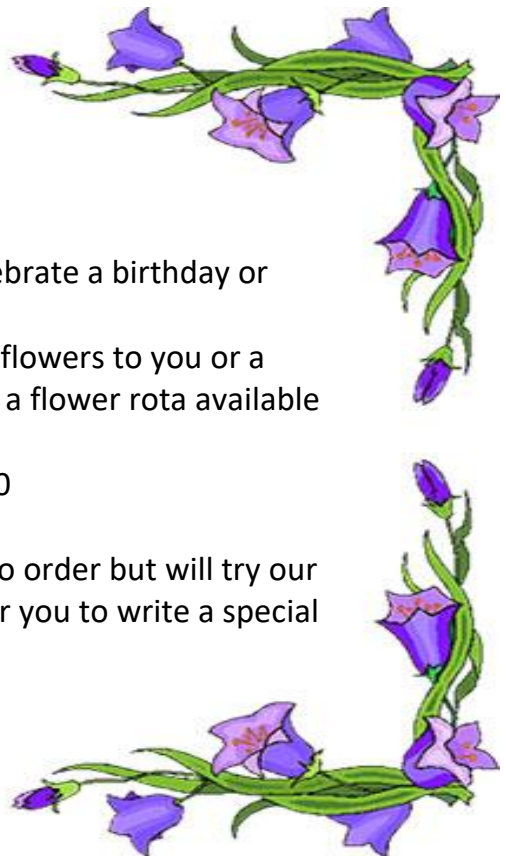 ebrate a birthday or
flowers to you or a
a flower rota available
0
o order but will try our
r you to write a special